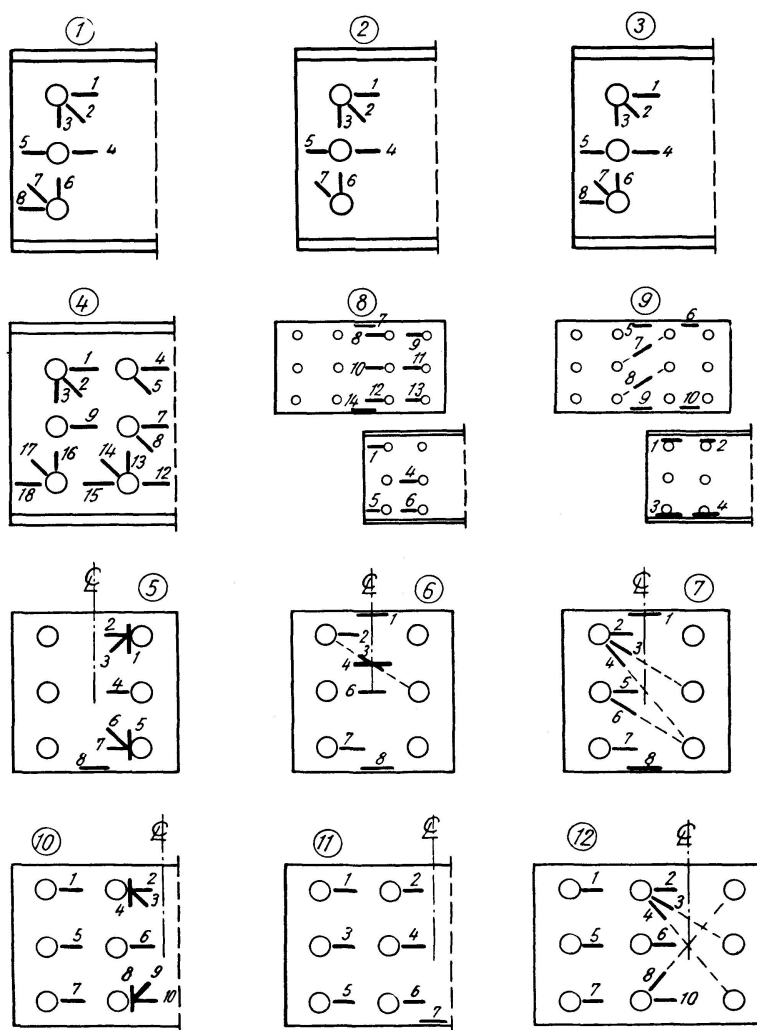 1 2 3
1 1 1
3 2 3 2 3 2
5 4 5 4 5 4
7 6 7 6 7 6
8 8
4 8 9
7 5 6
1 4 8 9 7
3 2 5
9 7 10 11 8
8
17 16 14 13 12 12 13 9 10
18 15 14
1 1 2
4
5 6 3 4
℄ 5 ℄ 6 ℄ 7
1 1
2 2 2
3 1 3 4 3
4 4
4 6 5
6 5 6
7 7 7
8 8 8
10 ℄ 11 ℄ 12 ℄
1 2 1 2 1 2
4 3 4 3
5 6 3 4 5 6
8 9 8
7 10 5 6 7 10
7